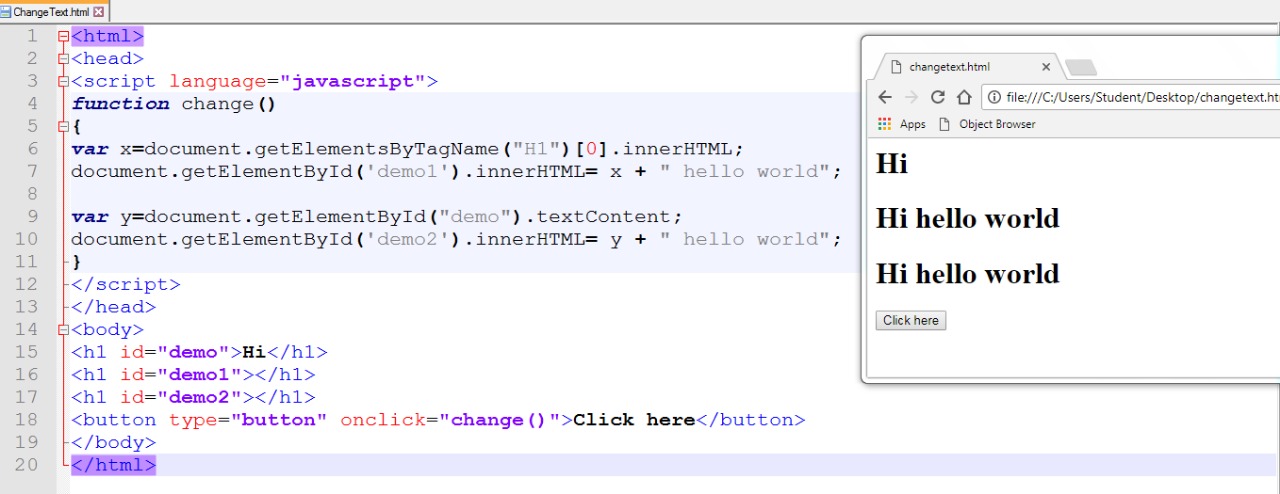 ChangeText.html
1 <html>
2 <head>
3 <script language="javascript">
4 function change()
5 {
6 var x=document.getElementsByTagName("H1")[0].innerHTML;
7 document.getElementById('demo1').innerHTML= x + " hello world";
8
9 var y=document.getElementById("demo").textContent;
10 document.getElementById('demo2').innerHTML= y + " hello world";
11 }
12 </script>
13 </head>
14 <body>
15 <h1 id="demo">Hi</h1>
16 <h1 id="demo1"></h1>
17 <h1 id="demo2"></h1>
18 <button type="button" onclick="change()">Click here</button>
19 </body>
20 </html>
changetext.html
file:///C:/Users/Student/Desktop/changetext.ht
Apps Object Browser
Hi
Hi hello world
Hi hello world
Click here